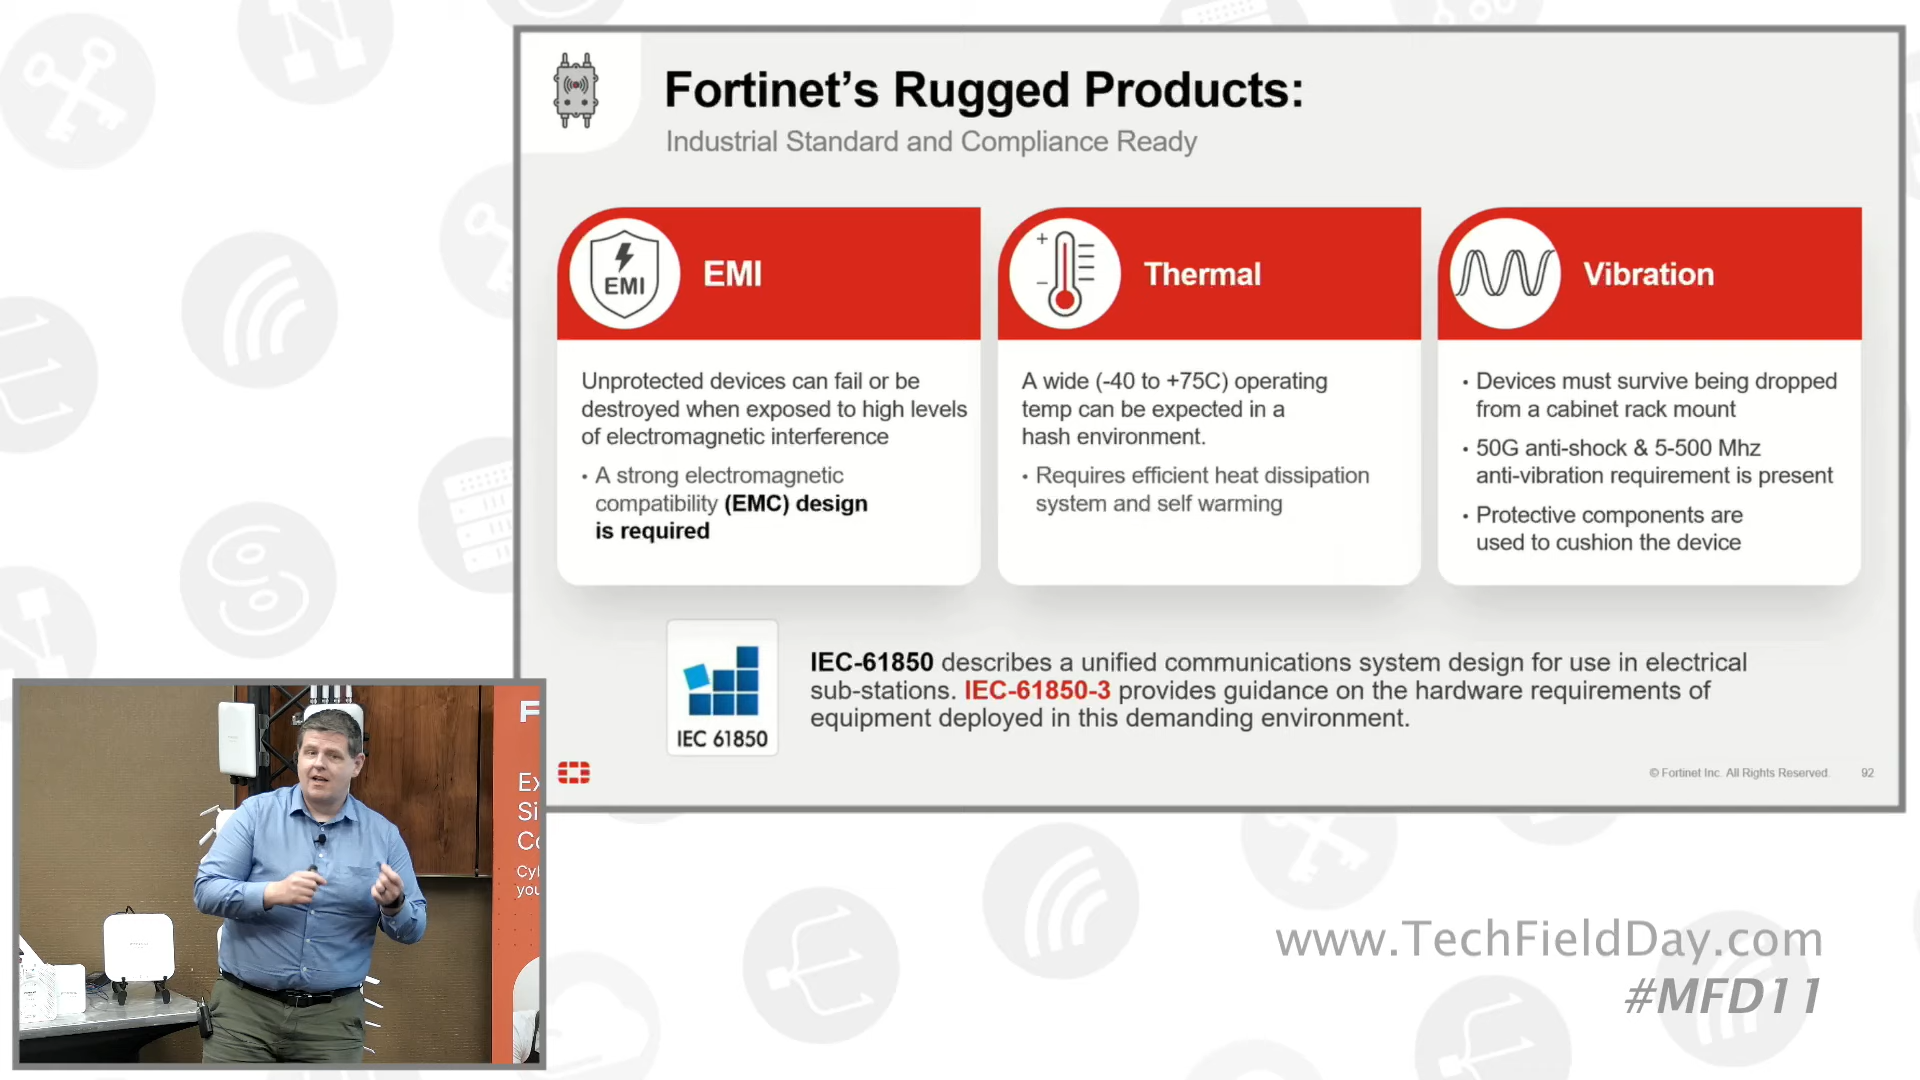 Fortinet’s Rugged Products:
Industrial Standard and Compliance Ready
EMI
EMI
Unprotected devices can fail or be
destroyed when exposed to high levels
of electromagnetic interference
• A strong electromagnetic
compatibility (EMC) design
is required
Thermal
A wide (-40 to +75C) operating
temp can be expected in a
hash environment.
• Requires efficient heat dissipation
system and self warming
Vibration
• Devices must survive being dropped
from a cabinet rack mount
• 50G anti-shock & 5-500 Mhz
anti-vibration requirement is present
• Protective components are
used to cushion the device
IEC 61850
IEC-61850 describes a unified communications system design for use in electrical
sub-stations. IEC-61850-3 provides guidance on the hardware requirements of
equipment deployed in this demanding environment.
© Fortinet Inc. All Rights Reserved.
92
www.TechFieldDay.com
#MFD11